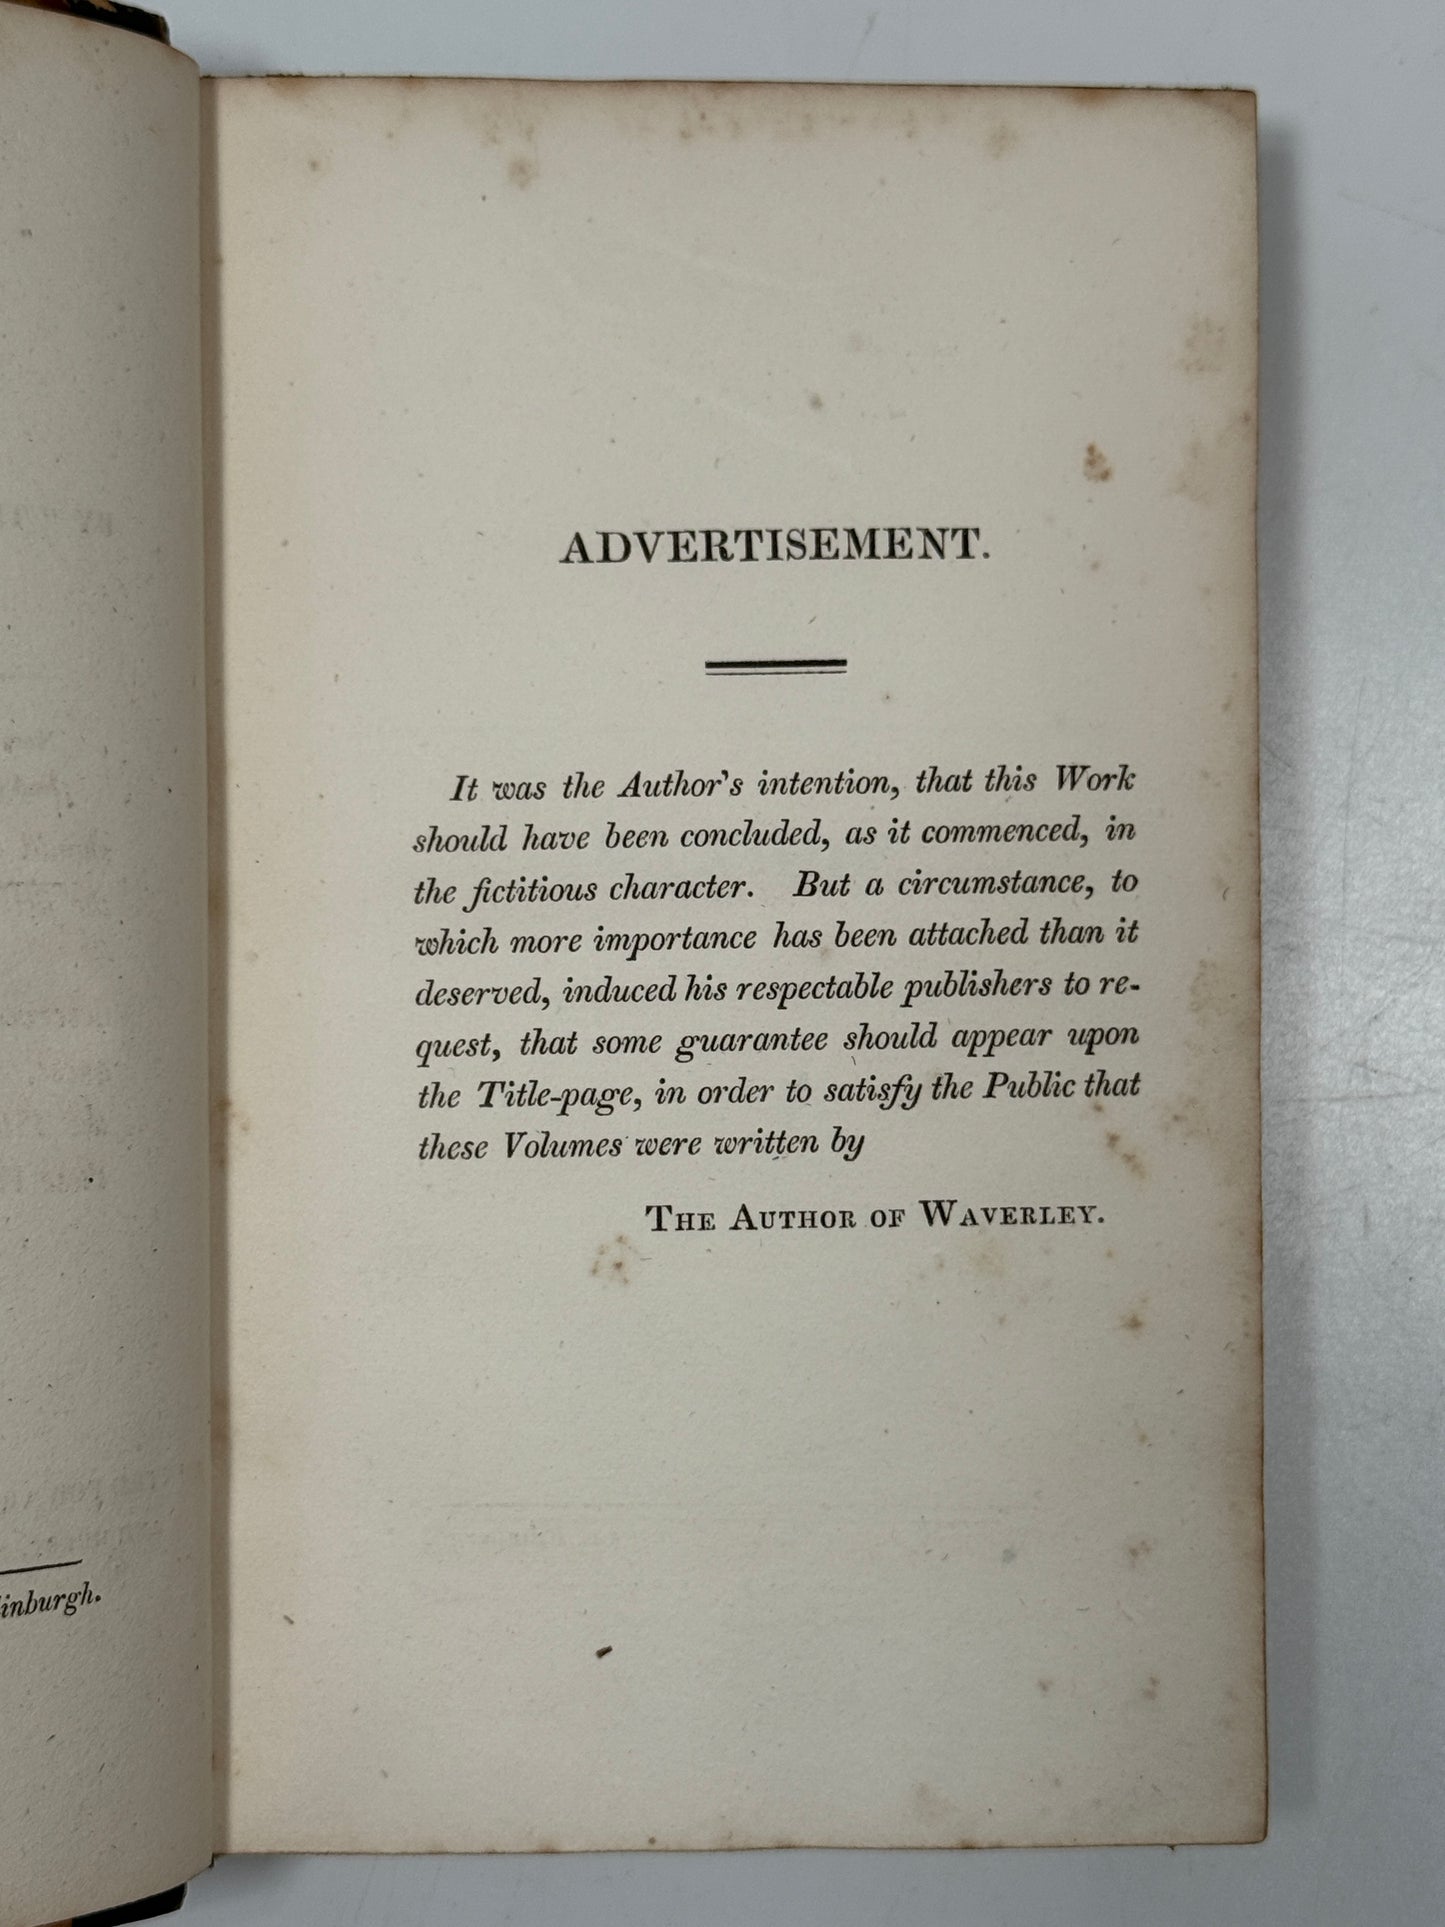 ADVERTISEMENT.
It was the Author's intention, that this Work
should have been concluded, as it commenced, in
the fictitious character. But a circumstance, to
which more importance has been attached than it
deserved, induced his respectable publishers to re-
quest, that some guarantee should appear upon
the Title-page, in order to satisfy the Public that
these Volumes were written by
THE AUTHOR OF WAVERLEY.
inburgh.